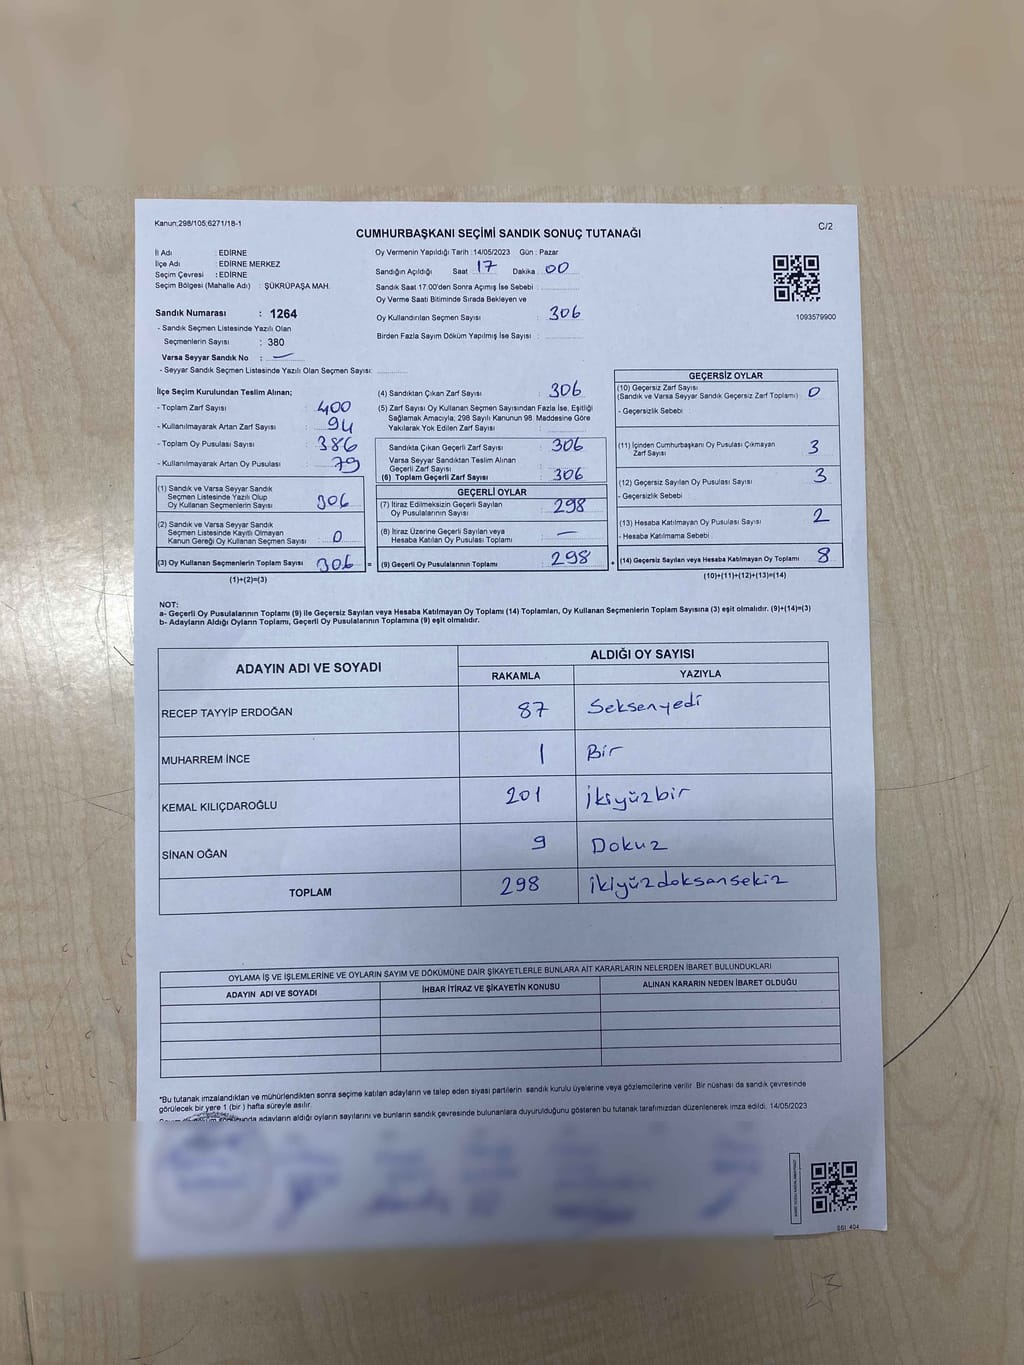 Kanun:298/105;6271/18-1
C/2
CUMHURBAŞKANI SEÇİMİ SANDIK SONUÇ TUTANAĞI
İl Adı : EDİRNE
İlçe Adı : EDİRNE MERKEZ
Seçim Çevresi : EDİRNE
Seçim Bölgesi (Mahalle Adı) : ŞÜKRÜPAŞA MAH.
Sandık Numarası : 1264
- Sandık Seçmen Listesinde Yazılı Olan
Seçmenlerin Sayısı : 380
Varsa Seyyar Sandık No : —
- Seyyar Sandık Seçmen Listesinde Yazılı Olan Seçmen Sayısı:
Oy Vermenin Yapıldığı Tarih :14/05/2023 Gün : Pazar
Sandığın Açıldığı Saat 17 Dakika 00
Sandık Saat 17:00'den Sonra Açımış İse Sebebi :
Oy Verme Saati Bitiminde Sırada Bekleyen ve
Oy Kullandırılan Seçmen Sayısı : 306
Birden Fazla Sayım Döküm Yapılmış İse Sayısı :
1093579900
İlçe Seçim Kurulundan Teslim Alınan;
- Toplam Zarf Sayısı : 400
- Kullanılmayarak Artan Zarf Sayısı : 94
- Toplam Oy Pusulası Sayısı : 386
- Kullanılmayarak Artan Oy Pusulası : 79
(1) Sandık ve Varsa Seyyar Sandık
Seçmen Listesinde Yazılı Olup
Oy Kullanan Seçmenlerin Sayısı : 306
(2) Sandık ve Varsa Seyyar Sandık
Seçmen Listesinde Kayıtlı Olmayan
Kanun Gereği Oy Kullanan Seçmen Sayısı : 0
(3) Oy Kullanan Seçmenlerin Toplam Sayısı : 306 =
(1)+(2)=(3)
(4) Sandıktan Çıkan Zarf Sayısı : 306
(5) Zarf Sayısı Oy Kullanan Seçmen Sayısından Fazla İse, Eşitliği
Sağlamak Amacıyla, 298 Sayılı Kanunun 98. Maddesine Göre
Yakılarak Yok Edilen Zarf Sayısı :
Sandıkta Çıkan Geçerli Zarf Sayısı : 306
Varsa Seyyar Sandıktan Teslim Alınan
Geçerli Zarf Sayısı :
(6) Toplam Geçerli Zarf Sayısı : 306
GEÇERLİ OYLAR
(7) İtiraz Edilmeksizin Geçerli Sayılan
Oy Pusulalarının Sayısı : 298
(8) İtiraz Üzerine Geçerli Sayılan veya
Hesaba Katılan Oy Pusulası Toplamı : —
(9) Geçerli Oy Pusulalarının Toplamı : 298 +
GEÇERSİZ OYLAR
(10) Geçersiz Zarf Sayısı
(Sandık ve Varsa Seyyar Sandık Geçersiz Zarf Toplamı) : 0
- Geçersizlik Sebebi :
(11) İçinden Cumhurbaşkanı Oy Pusulası Çıkmayan
Zarf Sayısı 3
(12) Geçersiz Sayılan Oy Pusulası Sayısı : 3
- Geçersizlik Sebebi
(13) Hesaba Katılmayan Oy Pusulası Sayısı : 2
- Hesaba Katılmama Sebebi
(14) Geçersiz Sayılan veya Hesaba Katılmayan Oy Toplamı : 8
(10)+(11)+(12)+(13)=(14)
NOT:
a- Geçerli Oy Pusulalarının Toplamı (9) ile Geçersiz Sayılan veya Hesaba Katılmayan Oy Toplamı (14) Toplamları, Oy Kullanan Seçmenlerin Toplam Sayısına (3) eşit olmalıdır. (9)+(14)=(3)
b- Adayların Aldığı Oyların Toplamı, Geçerli Oy Pusulalarının Toplamına (9) eşit olmalıdır.
ADAYIN ADI VE SOYADI
ALDIĞI OY SAYISI
RAKAMLA YAZIYLA
RECEP TAYYİP ERDOĞAN 87 Seksenyedi
MUHARREM İNCE 1 Bir
KEMAL KILIÇDAROĞLU 201 İkiyüzbir
SİNAN OĞAN 9 Dokuz
TOPLAM 298 ikiyüzdoksansekiz
OYLAMA İŞ VE İŞLEMLERİNE VE OYLARIN SAYIM VE DÖKÜMÜNE DAİR ŞİKAYETLERLE BUNLARA AİT KARARLARIN NELERDEN İBARET BULUNDUKLARI
ADAYIN ADI VE SOYADI İHBAR İTİRAZ VE ŞİKAYETİN KONUSU ALINAN KARARIN NEDEN İBARET OLDUĞU
*Bu tutanak imzalandıktan ve mühürlendikten sonra seçime katılan adayların ve talep eden siyasi partilerin sandık kurulu üyelerine veya gözlemcilerine verilir. Bir nüshası da sandık çevresinde
görülecek bir yere 1 (bir ) hafta süreyle asılır.
adayların aldığı oyların sayılarını ve bunların sandık çevresinde bulunanlara duyurulduğunu gösteren bu tutanak tarafımızdan düzenlenerek imza edildi. 14/05/2023